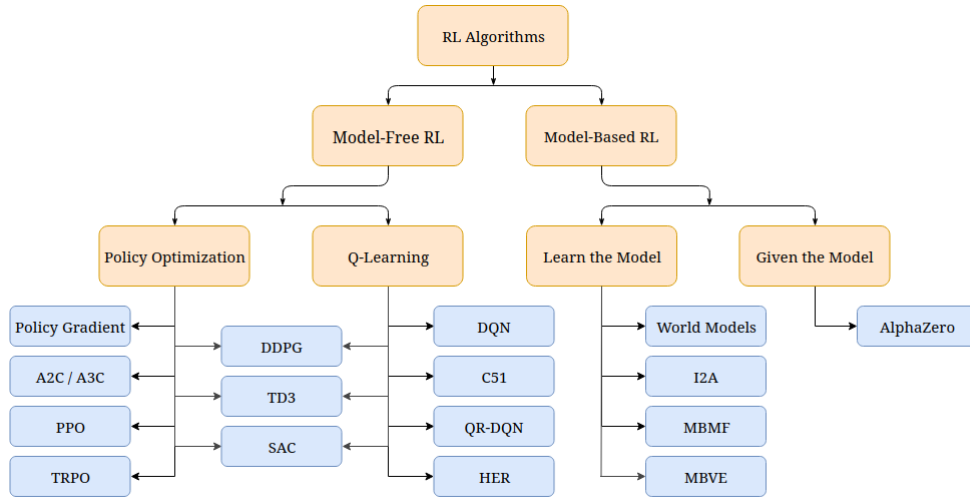 RL Algorithms
Model-Free RL
Model-Based RL
Policy Optimization
Q-Learning
Learn the Model
Given the Model
Policy Gradient
DDPG
DQN
World Models
AlphaZero
A2C / A3C
TD3
C51
I2A
PPO
SAC
QR-DQN
MBMF
TRPO
HER
MBVE